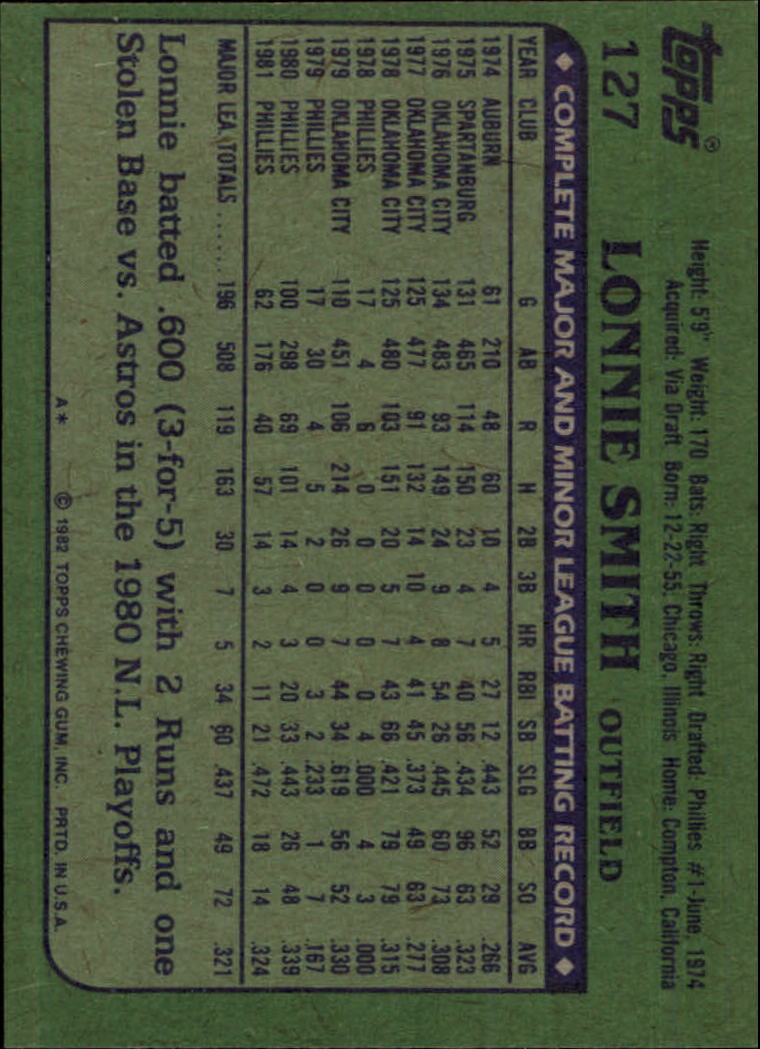 topps®
127 LONNIE SMITH OUTFIELD
Height: 5'9" Weight: 170 Bats: Right Throws: Right Drafted: Phillies #1-June, 1974
Acquired: Via Draft Born: 12-22-55, Chicago, Illinois Home: Compton, California
◆ COMPLETE MAJOR AND MINOR LEAGUE BATTING RECORD ◆
YEAR CLUB G AB R H 2B 3B HR RBI SB SLG BB SO AVG
1974 AUBURN 61 210 48 60 10 4 5 27 12 .443 52 29 .266
1975 SPARTANBURG 131 465 114 150 23 4 7 40 56 .434 96 63 .323
1976 OKLAHOMA CITY 134 483 93 149 24 9 8 54 26 .445 60 73 .308
1977 OKLAHOMA CITY 125 477 91 132 14 10 4 41 45 .373 49 63 .277
1978 OKLAHOMA CITY 125 480 103 151 20 5 7 43 66 .421 79 79 .315
1978 PHILLIES 17 4 6 0 0 0 0 0 4 .000 4 3 .000
1979 OKLAHOMA CITY 110 451 106 214 26 9 7 44 34 .619 56 52 .330
1979 PHILLIES 17 30 4 5 2 0 0 3 2 .233 1 7 .167
1980 PHILLIES 100 298 69 101 14 4 3 20 33 .443 26 48 .339
1981 PHILLIES 62 176 40 57 14 3 2 11 21 .472 18 14 .324
MAJOR LEA. TOTALS ...... 196 508 119 163 30 7 5 34 60 .437 49 72 .321
Lonnie batted .600 (3-for-5) with 2 Runs and one
Stolen Base vs. Astros in the 1980 N.L. Playoffs.
A* © 1982 TOPPS CHEWING GUM, INC. PRTD. IN U.S.A.